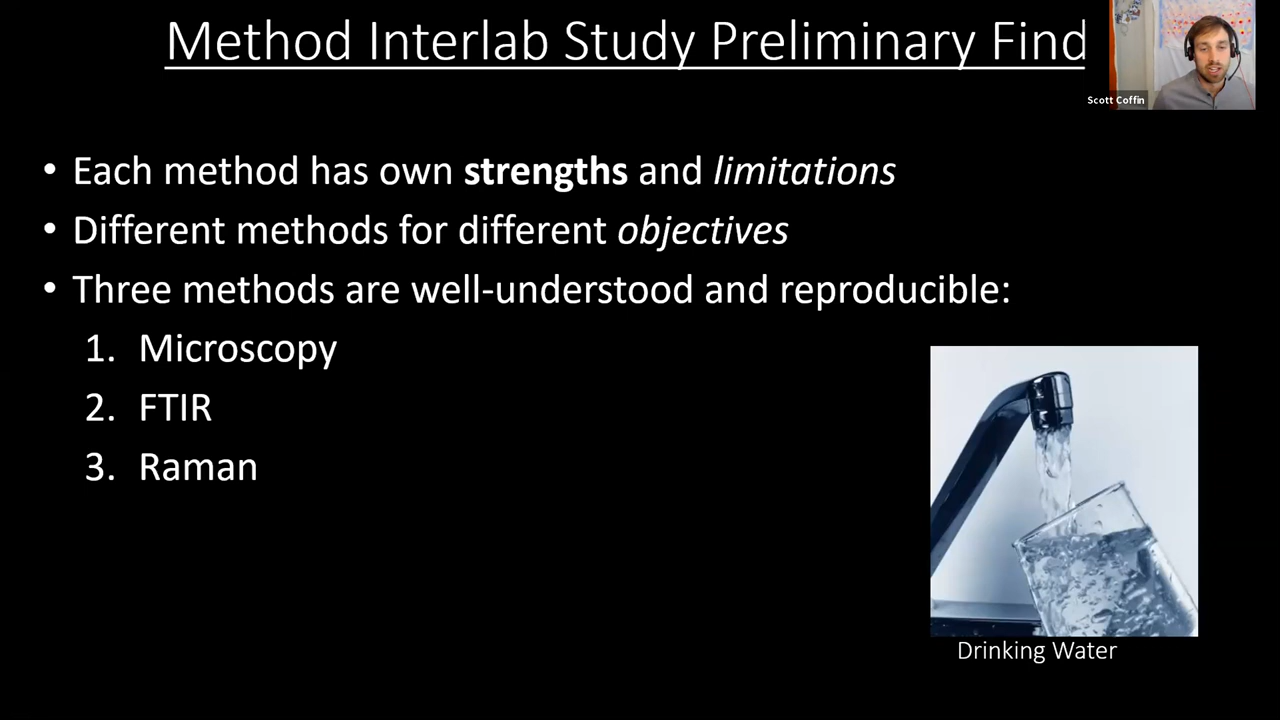 Method Interlab Study Preliminary Find
Scott Coffin
• Each method has own strengths and limitations
• Different methods for different objectives
• Three methods are well-understood and reproducible:
1. Microscopy
2. FTIR
3. Raman
Drinking Water